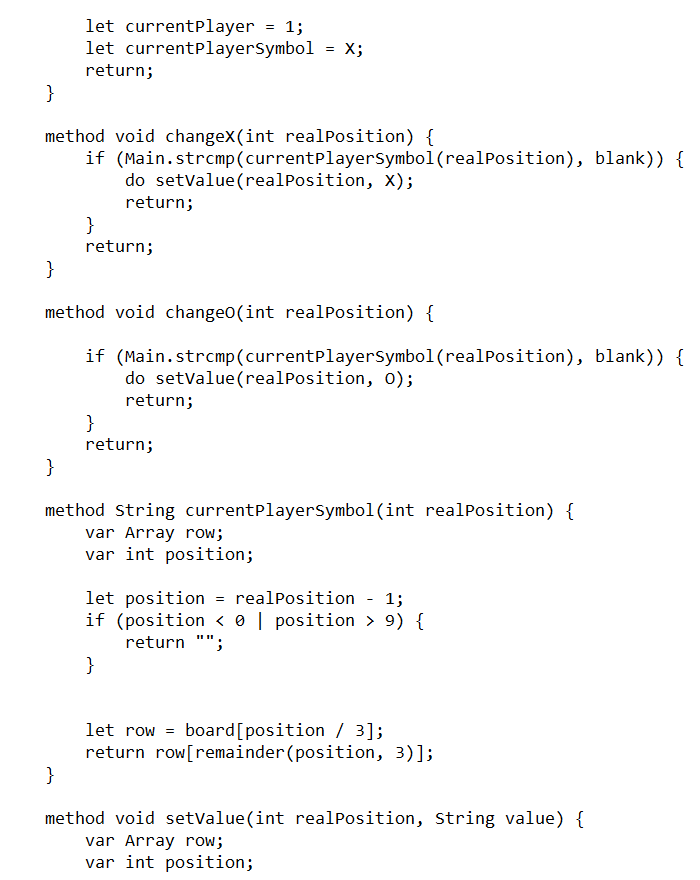 let currentPlayer = 1;
let currentPlayerSymbol = X;
return;
}
method void changeX(int realPosition) {
if (Main.strcmp(currentPlayerSymbol(realPosition), blank)) {
do setValue(realPosition, X);
return;
}
return;
}
method void changeO(int realPosition) {
if (Main.strcmp(currentPlayerSymbol(realPosition), blank)) {
do setValue(realPosition, O);
return;
}
return;
}
method String currentPlayerSymbol(int realPosition) {
var Array row;
var int position;
let position = realPosition - 1;
if (position < 0 | position > 9) {
return "";
}
let row = board[position / 3];
return row[remainder(position, 3)];
}
method void setValue(int realPosition, String value) {
var Array row;
var int position;